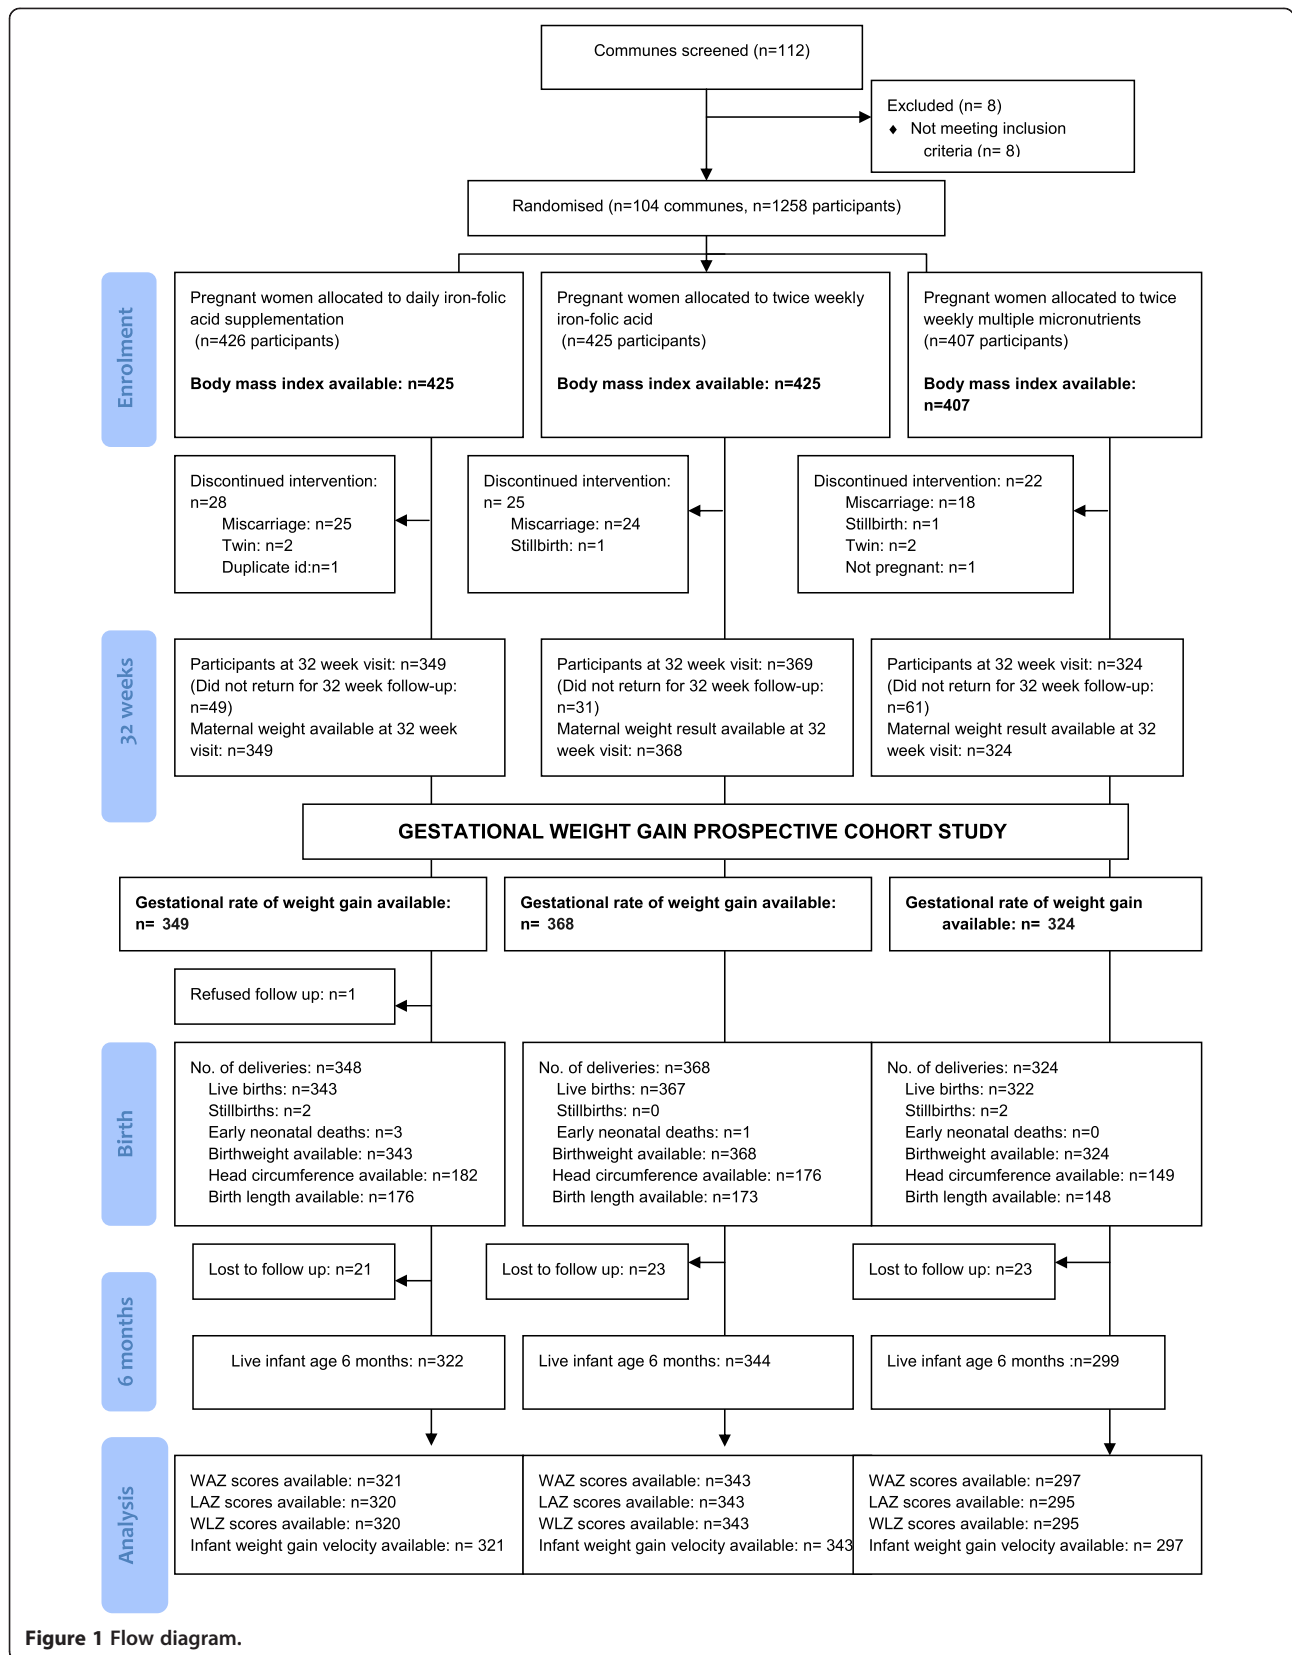 Communes screened (n=112)
Excluded (n= 8)
♦ Not meeting inclusion
criteria (n= 8)
Randomised (n=104 communes, n=1258 participants)
Enrolment
Pregnant women allocated to daily iron-folic
acid supplementation
(n=426 participants)
Body mass index available: n=425
Pregnant women allocated to twice weekly
iron-folic acid
(n=425 participants)
Body mass index available: n=425
Pregnant women allocated to twice
weekly multiple micronutrients
(n=407 participants)
Body mass index available:
n=407
Discontinued intervention:
n=28
Miscarriage: n=25
Twin: n=2
Duplicate id:n=1
Discontinued intervention:
n= 25
Miscarriage: n=24
Stillbirth: n=1
Discontinued intervention: n=22
Miscarriage: n=18
Stillbirth: n=1
Twin: n=2
Not pregnant: n=1
32 weeks
Participants at 32 week visit: n=349
(Did not return for 32 week follow-up:
n=49)
Maternal weight available at 32 week
visit: n=349
Participants at 32 week visit: n=369
(Did not return for 32 week follow-up:
n=31)
Maternal weight result available at 32
week visit: n=368
Participants at 32 week visit: n=324
(Did not return for 32 week follow-up:
n=61)
Maternal weight result available at 32
week visit: n=324
GESTATIONAL WEIGHT GAIN PROSPECTIVE COHORT STUDY
Gestational rate of weight gain available:
n= 349
Gestational rate of weight gain available:
n= 368
Gestational rate of weight gain
available: n= 324
Refused follow up: n=1
Birth
No. of deliveries: n=348
Live births: n=343
Stillbirths: n=2
Early neonatal deaths: n=3
Birthweight available: n=343
Head circumference available: n=182
Birth length available: n=176
No. of deliveries: n=368
Live births: n=367
Stillbirths: n=0
Early neonatal deaths: n=1
Birthweight available: n=368
Head circumference available: n=176
Birth length available: n=173
No. of deliveries: n=324
Live births: n=322
Stillbirths: n=2
Early neonatal deaths: n=0
Birthweight available: n=324
Head circumference available: n=149
Birth length available: n=148
Lost to follow up: n=21
Lost to follow up: n=23
Lost to follow up: n=23
6 months
Live infant age 6 months: n=322
Live infant age 6 months: n=344
Live infant age 6 months :n=299
Analysis
WAZ scores available: n=321
LAZ scores available: n=320
WLZ scores available: n=320
Infant weight gain velocity available: n= 321
WAZ scores available: n=343
LAZ scores available: n=343
WLZ scores available: n=343
Infant weight gain velocity available: n= 343
WAZ scores available: n=297
LAZ scores available: n=295
WLZ scores available: n=295
Infant weight gain velocity available: n= 297
Figure 1 Flow diagram.